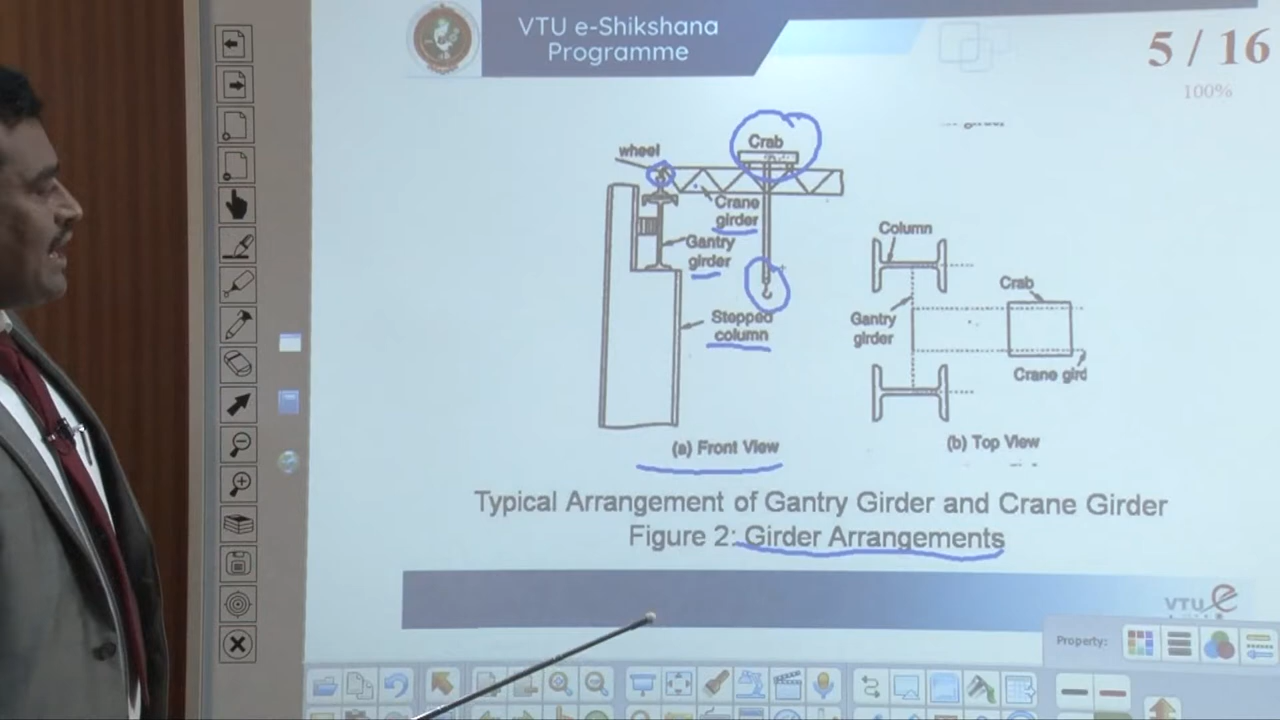 VTU e-Shikshana
Programme
5 / 16
100%
wheel
Crab
Crane
girder
Gantry
girder
Stepped
column
(a) Front View
Column
Crab
Gantry
girder
Crane gird
(b) Top View
Typical Arrangement of Gantry Girder and Crane Girder
Figure 2: Girder Arrangements
VTU e
Property: